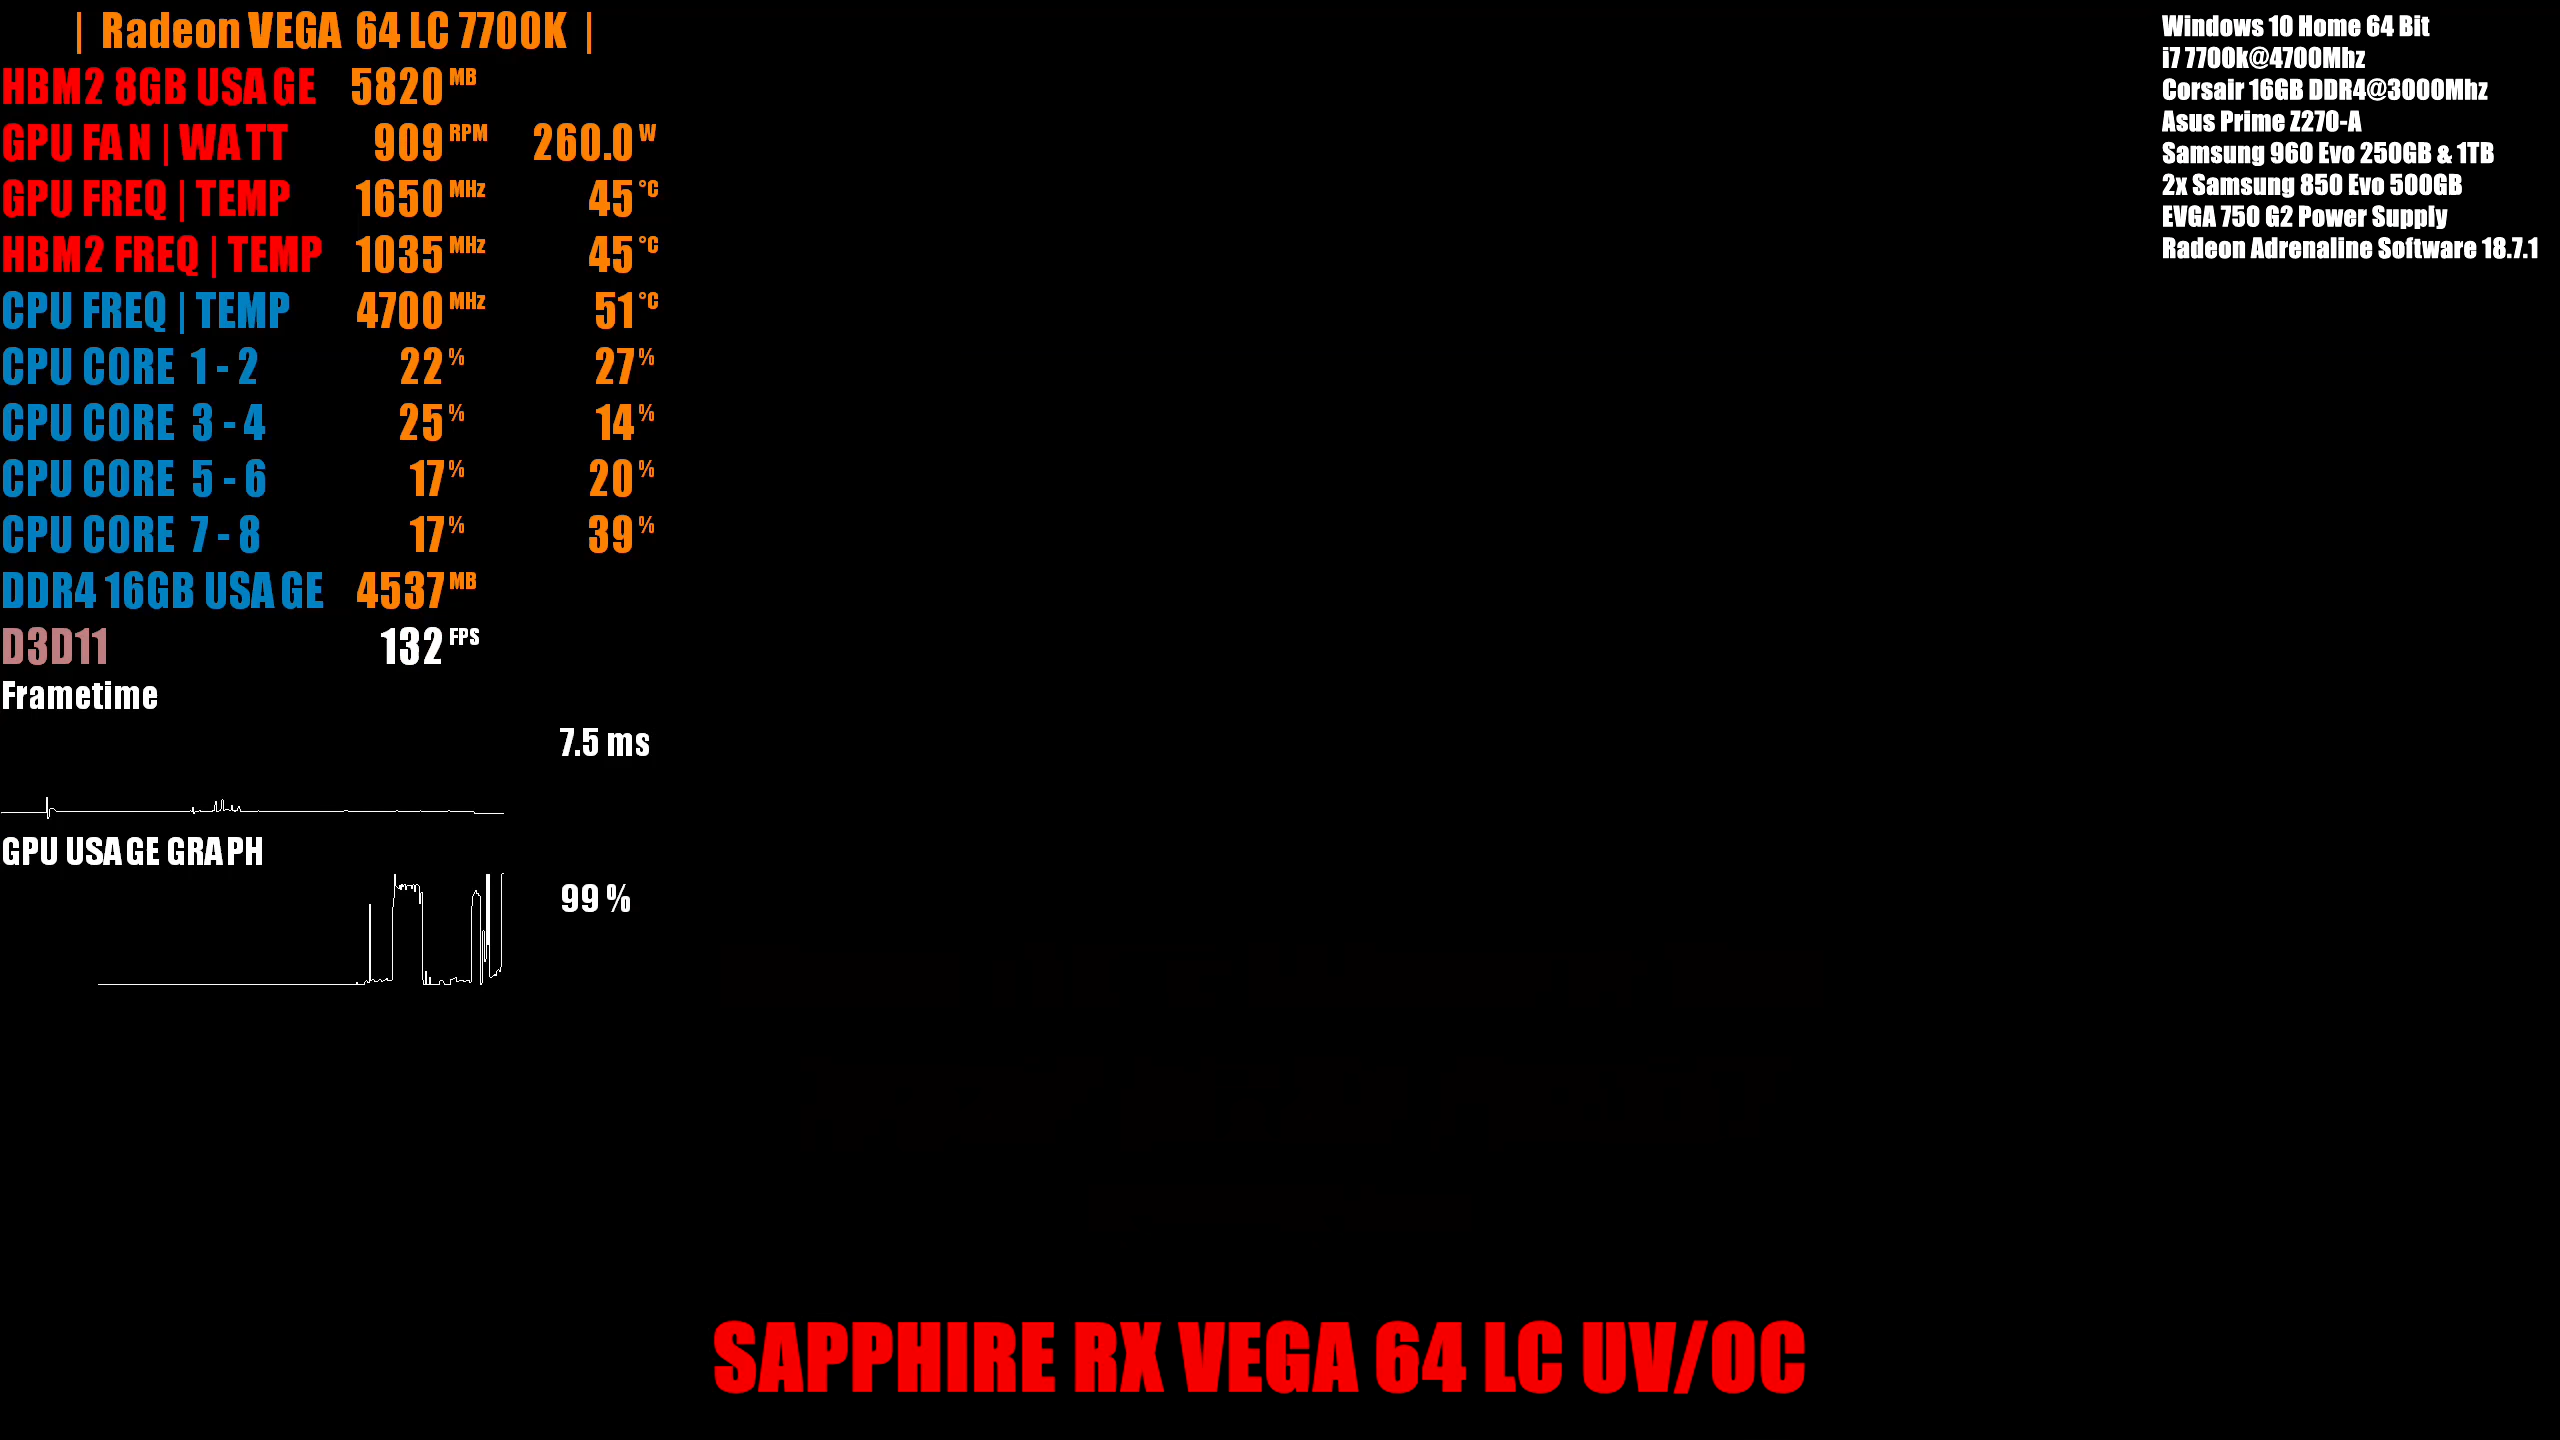 | Radeon VEGA 64 LC 7700K |
HBM2 8GB USAGE 5820 MB
GPU FAN | WATT 909 RPM 260.0 W
GPU FREQ | TEMP 1650 MHz 45 °C
HBM2 FREQ | TEMP 1035 MHz 45 °C
CPU FREQ | TEMP 4700 MHz 51 °C
CPU CORE 1 - 2 22 % 27 %
CPU CORE 3 - 4 25 % 14 %
CPU CORE 5 - 6 17 % 20 %
CPU CORE 7 - 8 17 % 39 %
DDR4 16GB USAGE 4537 MB
D3D11 132 FPS
Frametime
7.5 ms
GPU USAGE GRAPH
99 %
Windows 10 Home 64 Bit
i7 7700k@4700Mhz
Corsair 16GB DDR4@3000Mhz
Asus Prime Z270-A
Samsung 960 Evo 250GB & 1TB
2x Samsung 850 Evo 500GB
EVGA 750 G2 Power Supply
Radeon Adrenaline Software 18.7.1
SAPPHIRE RX VEGA 64 LC UV/OC